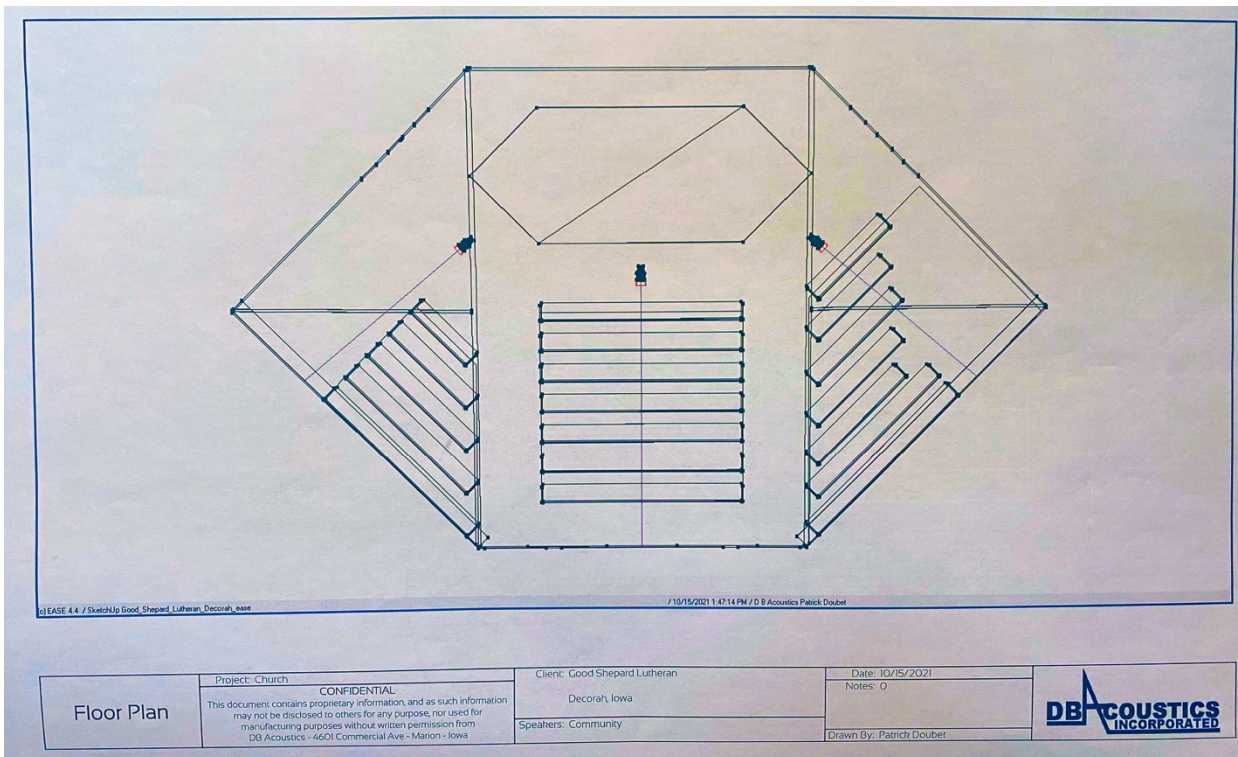 (c) EASE 4.4 / SketchUp Good_Shepard_Lutheran_Decorah_ease
/ 10/15/2021 1:47:14 PM / D B Acoustics Patrick Doubet
Floor Plan
Project: Church
CONFIDENTIAL
This document contains proprietary information, and as such information
may not be disclosed to others for any purpose, nor used for
manufacturing purposes without written permission from
DB Acoustics - 4601 Commercial Ave - Marion - Iowa
Client: Good Shepard Lutheran
Decorah, Iowa
Speakers: Community
Date: 10/15/2021
Notes: 0
Drawn By: Patrick Doubet
DB ACOUSTICS
INCORPORATED